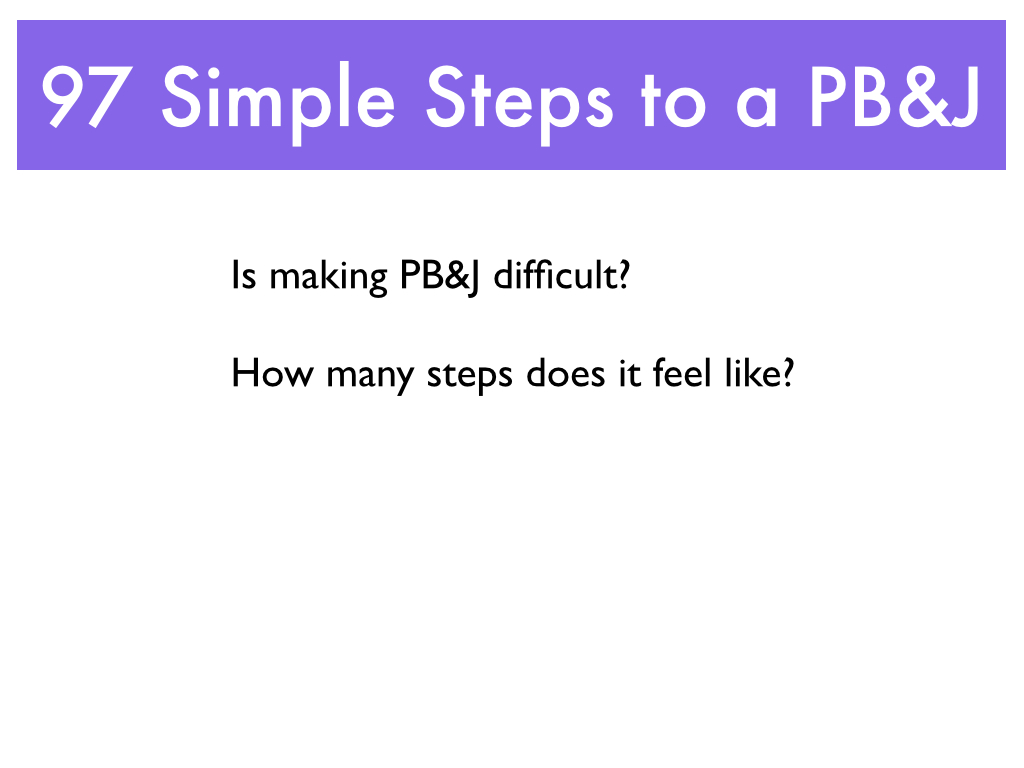 97 Simple Steps to a PB&J
Is making PB&J difficult?
How many steps does it feel like?